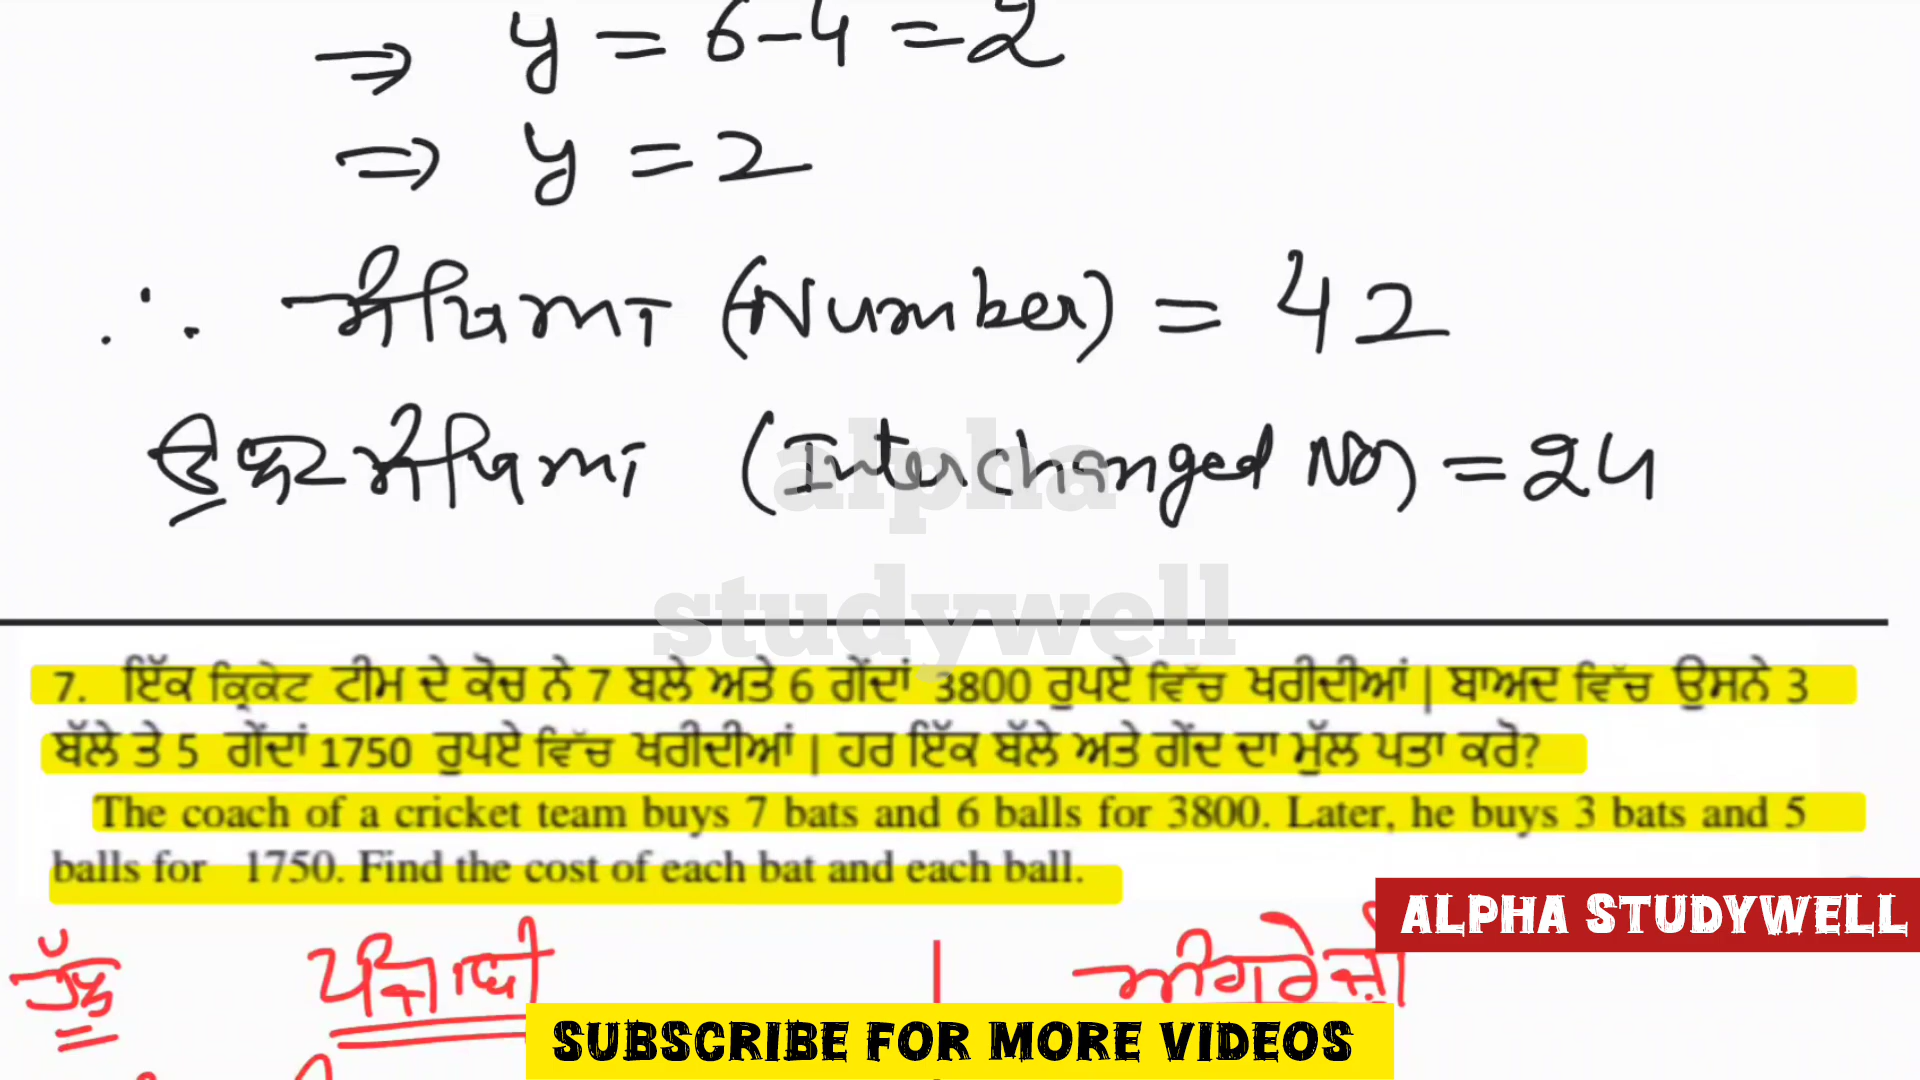 ⇒ y = 6-4 = 2
⇒ y = 2
∴ ਸੰਖਿਆ (Number) = 42
ਉਲਟ ਸੰਖਿਆ (Interchanged No) = 24
alpha
studywell
7. ਇੱਕ ਕ੍ਰਿਕੇਟ ਟੀਮ ਦੇ ਕੋਚ ਨੇ 7 ਬਲੇ ਅਤੇ 6 ਗੇਂਦਾਂ 3800 ਰੁਪਏ ਵਿੱਚ ਖਰੀਦੀਆਂ | ਬਾਅਦ ਵਿੱਚ ਉਸਨੇ 3
ਬੱਲੇ ਤੇ 5 ਗੇਂਦਾਂ 1750 ਰੁਪਏ ਵਿੱਚ ਖਰੀਦੀਆਂ | ਹਰ ਇੱਕ ਬੱਲੇ ਅਤੇ ਗੇਂਦ ਦਾ ਮੁੱਲ ਪਤਾ ਕਰੋ?
The coach of a cricket team buys 7 bats and 6 balls for 3800. Later, he buys 3 bats and 5
balls for 1750. Find the cost of each bat and each ball.
ALPHA STUDYWELL
ਹੱਲ ਪੰਜਾਬੀ | ਅੰਗਰੇਜ਼ੀ
SUBSCRIBE FOR MORE VIDEOS